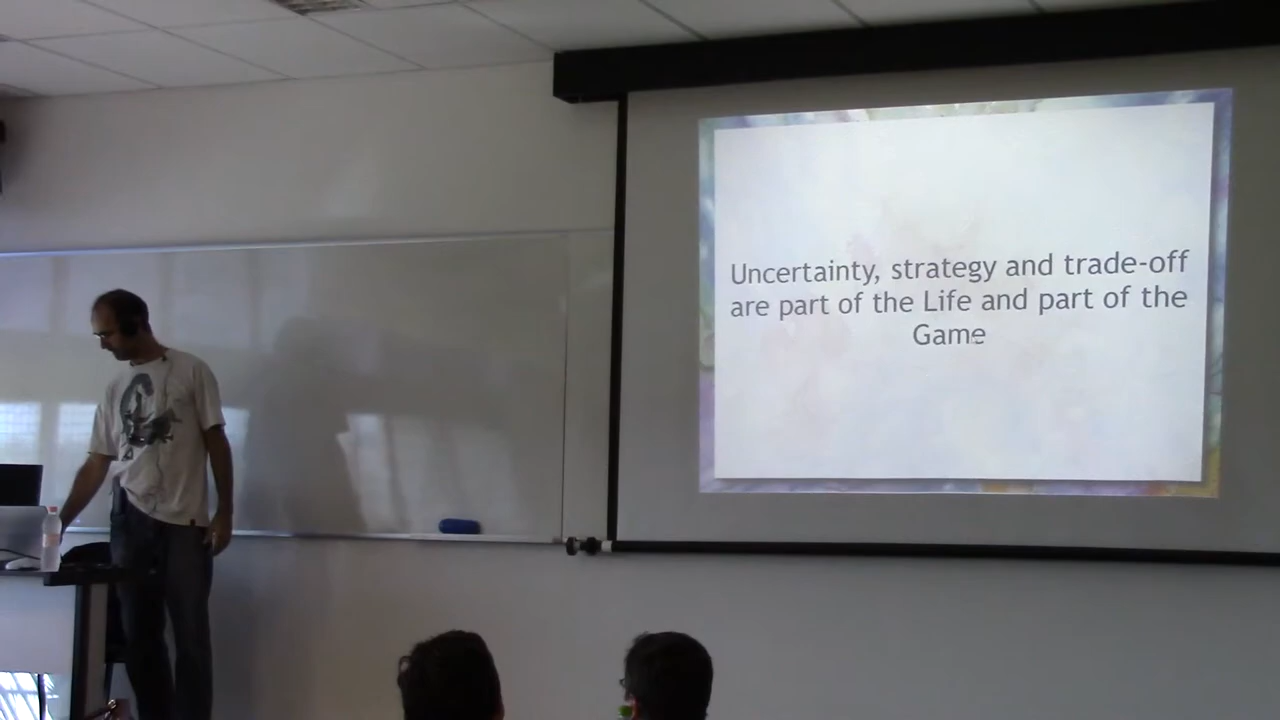 Uncertainty, strategy and trade-off
are part of the Life and part of the
Game